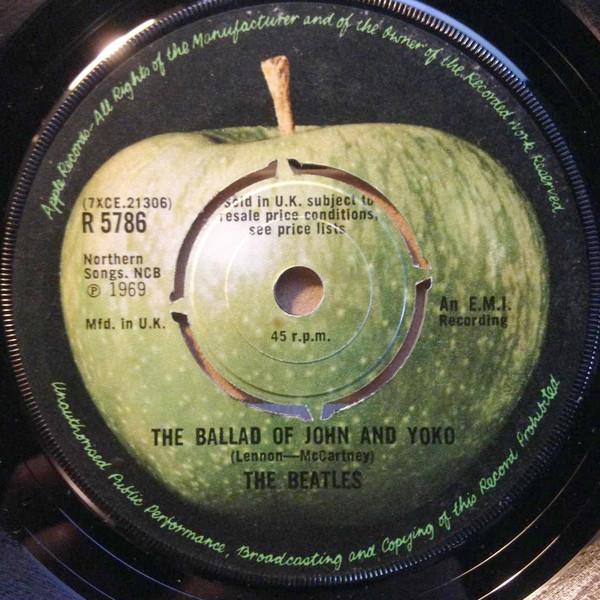 Apple Records-All Rights of the Manufacturer and of the Owner of the Recorded Work Reserved
(7XCE.21306)
R 5786
Sold in U.K. subject to
resale price conditions,
see price lists
Northern
Songs. NCB
℗ 1969
Mfd. in U.K.
An E.M.I.
Recording
45 r.p.m.
THE BALLAD OF JOHN AND YOKO
(Lennon—McCartney)
THE BEATLES
Unauthorised Public Performance, Broadcasting and Copying of this Record Prohibited